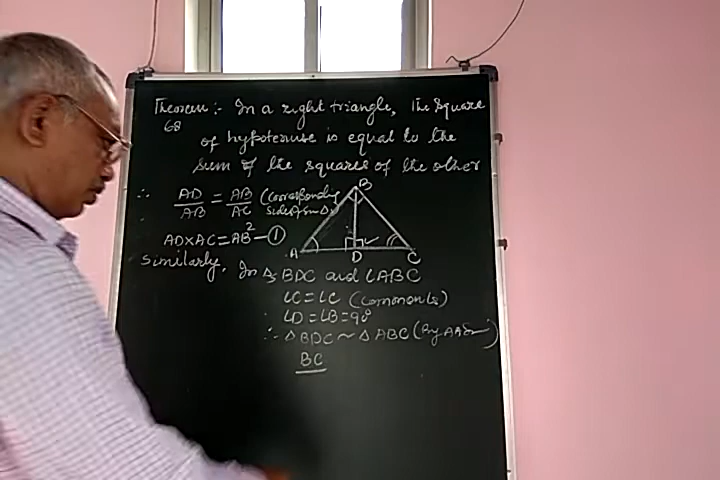 Theorem :- In a right triangle, The square
68
of hypotenuse is equal to the
sum of the squares of the other
∴ AD/AB = AB/AC (Corresponding sides of sim Δs)
AD×AC=AB² — ①
B
A D C
Similarly, In Δs BDC and ∠ABC
∠C=∠C (Common ∠s)
∠D=∠B=90°
∴ Δ BDC ~ Δ ABC (By AA Sim)
BC